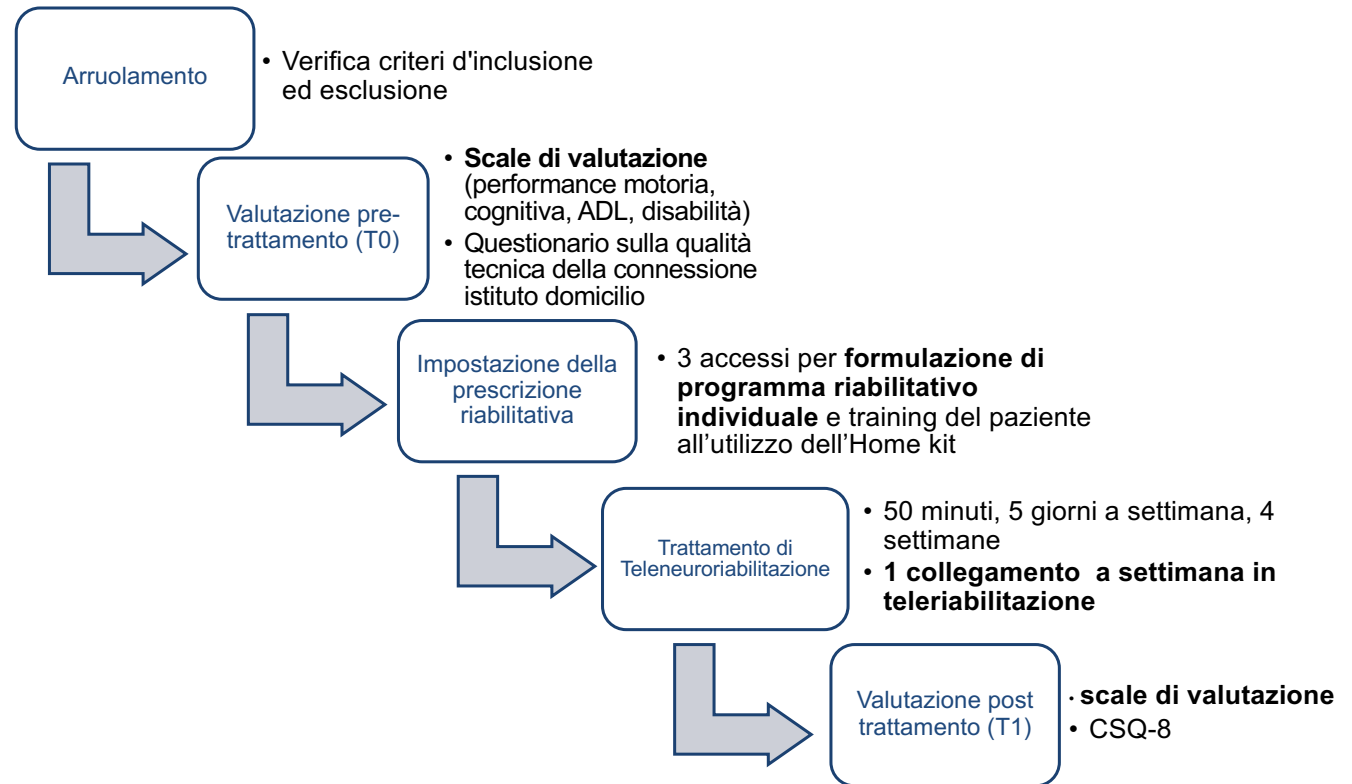 Arruolamento
• Verifica criteri d'inclusione
ed esclusione
Valutazione pre-
trattamento (T0)
• Scale di valutazione
(performance motoria,
cognitiva, ADL, disabilità)
• Questionario sulla qualità
tecnica della connessione
istituto domicilio
Impostazione della
prescrizione
riabilitativa
• 3 accessi per formulazione di
programma riabilitativo
individuale e training del paziente
all’utilizzo dell’Home kit
Trattamento di
Teleneuroriabilitazione
• 50 minuti, 5 giorni a settimana, 4
settimane
• 1 collegamento a settimana in
teleriabilitazione
Valutazione post
trattamento (T1)
• scale di valutazione
• CSQ-8